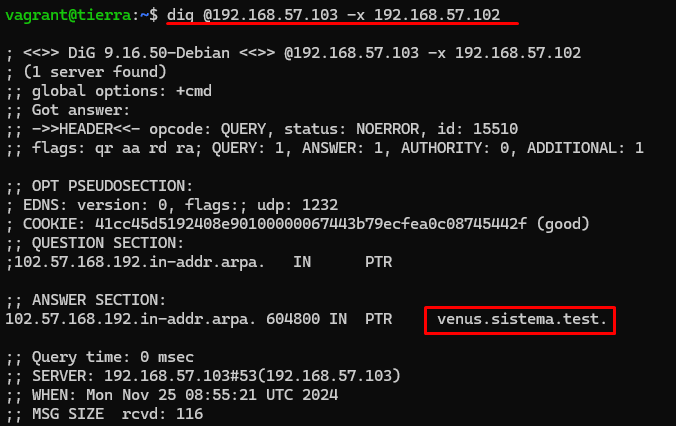 vagrant@tierra:~$ dig @192.168.57.103 -x 192.168.57.102
; <<>> DiG 9.16.50-Debian <<>> @192.168.57.103 -x 192.168.57.102
; (1 server found)
;; global options: +cmd
;; Got answer:
;; ->>HEADER<<- opcode: QUERY, status: NOERROR, id: 15510
;; flags: qr aa rd ra; QUERY: 1, ANSWER: 1, AUTHORITY: 0, ADDITIONAL: 1
;; OPT PSEUDOSECTION:
; EDNS: version: 0, flags:; udp: 1232
; COOKIE: 41cc45d5192408e90100000067443b79ecfea0c08745442f (good)
;; QUESTION SECTION:
;102.57.168.192.in-addr.arpa. IN PTR
;; ANSWER SECTION:
102.57.168.192.in-addr.arpa. 604800 IN PTR venus.sistema.test.
;; Query time: 0 msec
;; SERVER: 192.168.57.103#53(192.168.57.103)
;; WHEN: Mon Nov 25 08:55:21 UTC 2024
;; MSG SIZE rcvd: 116